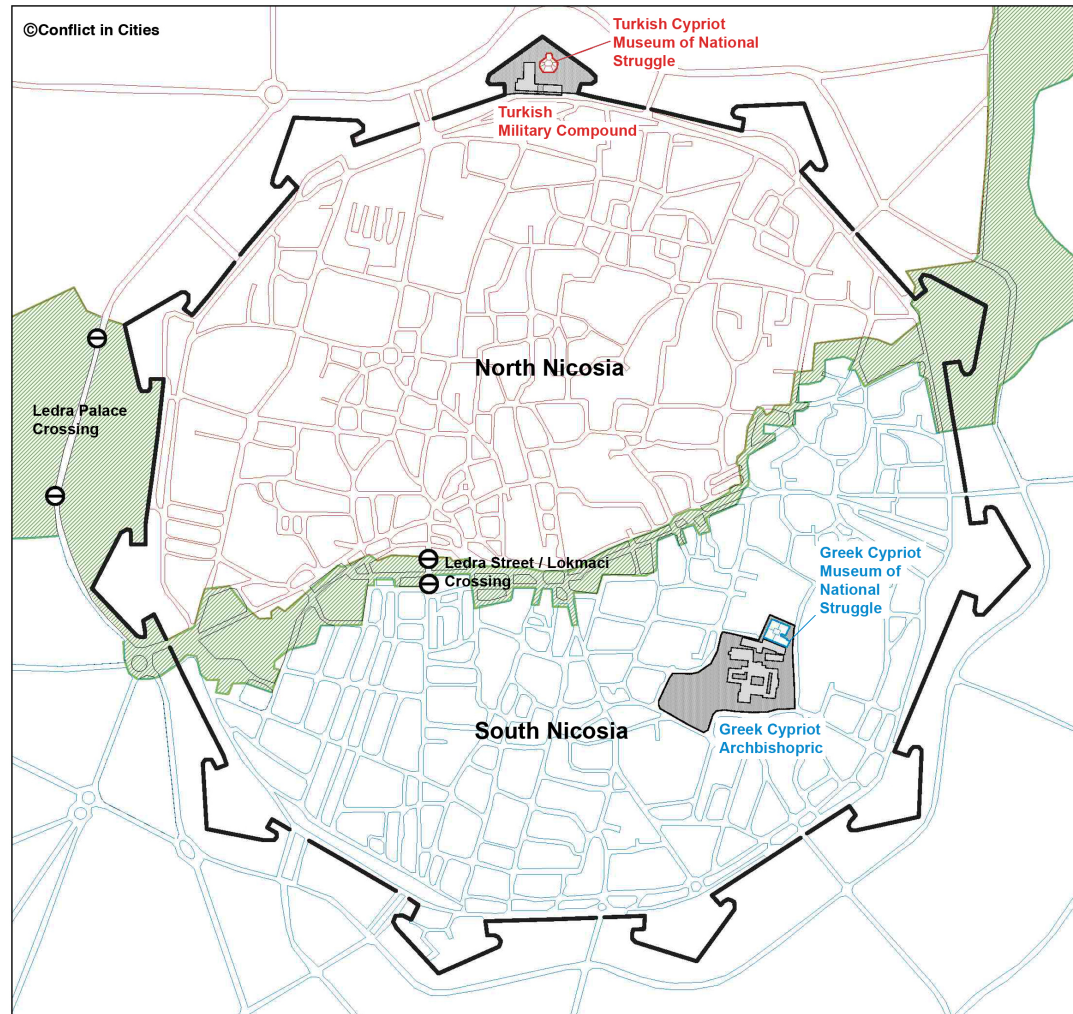 ©Conflict in Cities
Turkish Cypriot
Museum of National
Struggle
Turkish
Military Compound
North Nicosia
Ledra Palace
Crossing
Ledra Street / Lokmaci
Crossing
Greek Cypriot
Museum of
National
Struggle
South Nicosia
Greek Cypriot
Archbishopric